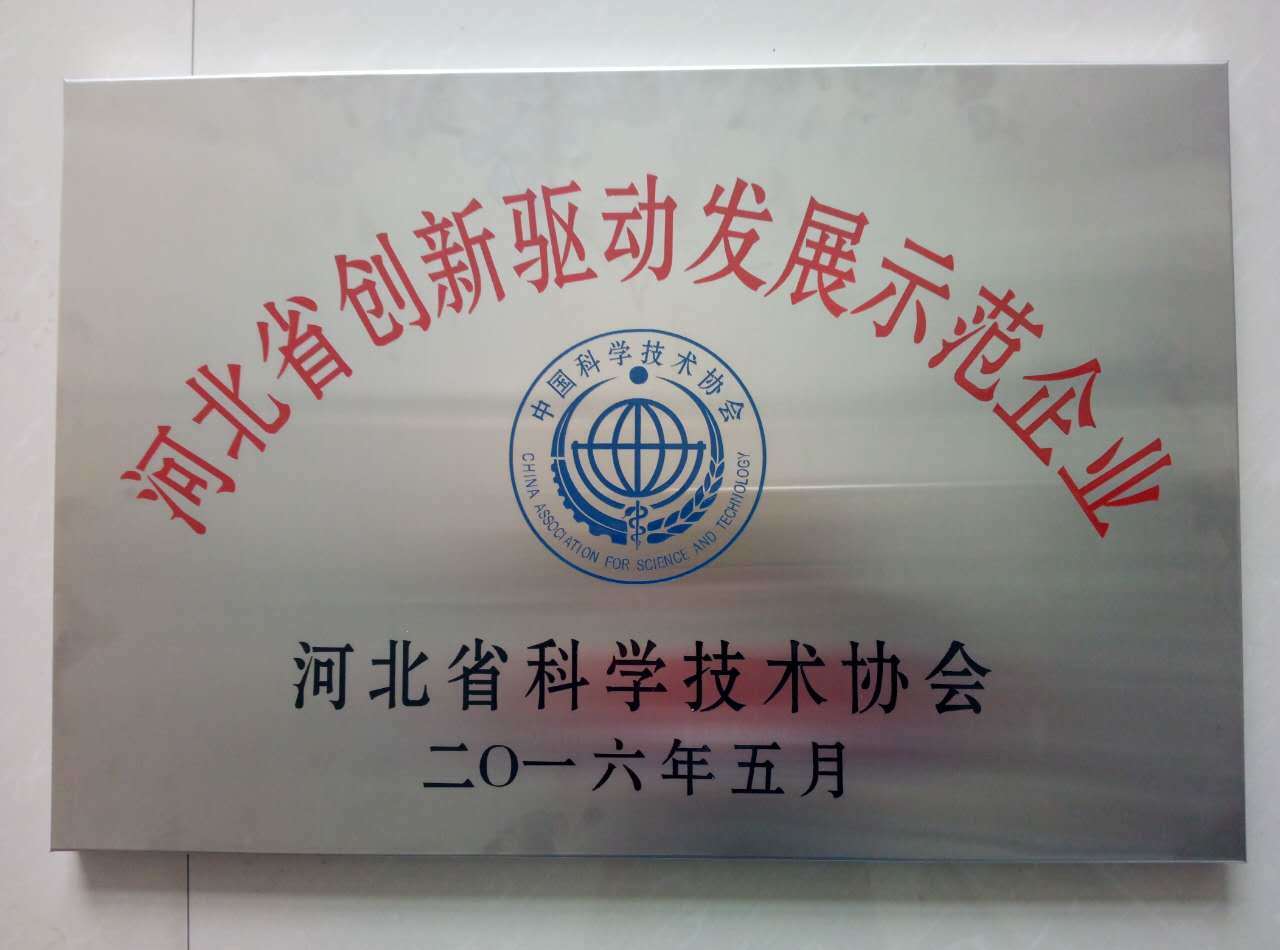 河北省创新驱动发展示范企业
中国科学技术协会
CHINA ASSOCIATION FOR SCIENCE AND TECHNOLOGY
河北省科学技术协会
二〇一六年五月